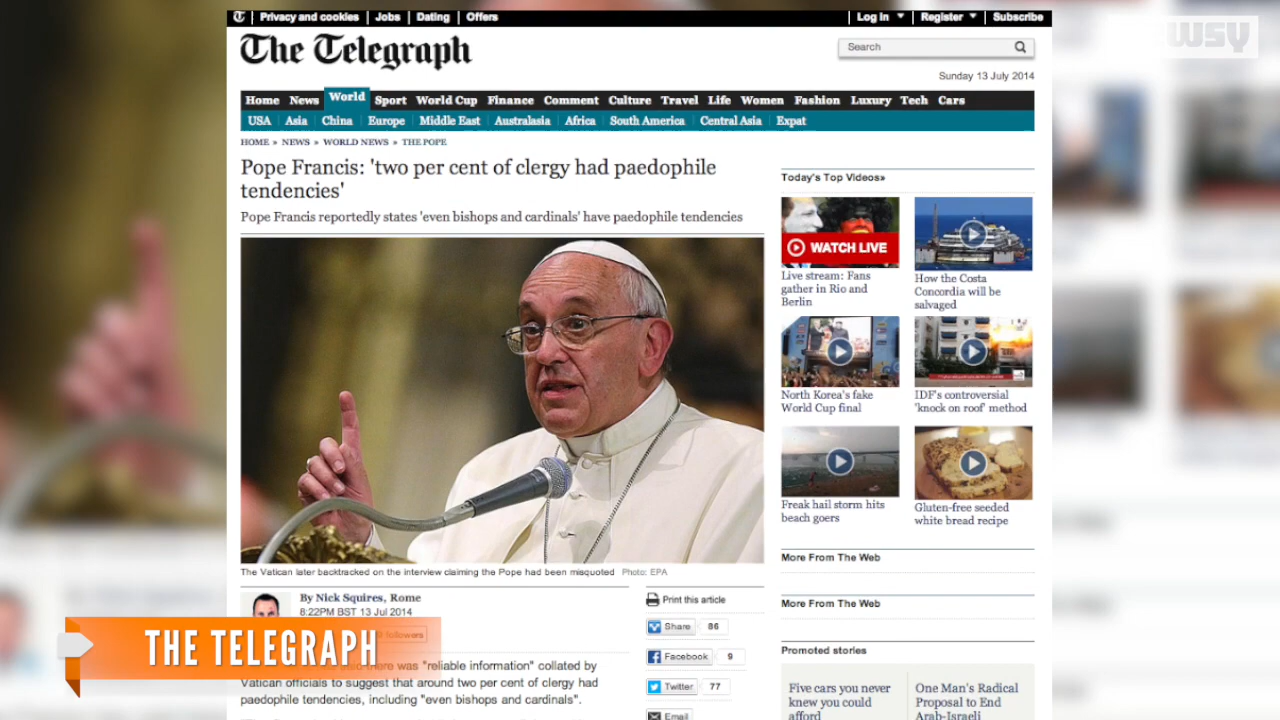 Privacy and cookies | Jobs | Dating | Offers
Log in | Register | Subscribe
wsy
The Telegraph
Search
Sunday 13 July 2014
Home News World Sport World Cup Finance Comment Culture Travel Life Women Fashion Luxury Tech Cars
USA Asia China Europe Middle East Australasia Africa South America Central Asia Expat
HOME » NEWS » WORLD NEWS » THE POPE
Pope Francis: 'two per cent of clergy had paedophile
tendencies'
Pope Francis reportedly states 'even bishops and cardinals' have paedophile tendencies
The Vatican later backtracked on the interview claiming the Pope had been misquoted Photo: EPA
By Nick Squires, Rome
8:22PM BST 13 Jul 2014
followers
there was "reliable information" collated by
Vatican officials to suggest that around two per cent of clergy had
paedophile tendencies, including "even bishops and cardinals".
Print this article
Share 86
Facebook 9
Twitter 77
Email
Today's Top Videos»
WATCH LIVE
Live stream: Fans
gather in Rio and
Berlin
How the Costa
Concordia will be
salvaged
North Korea's fake
World Cup final
IDF's controversial
'knock on roof' method
Freak hail storm hits
beach goers
Gluten-free seeded
white bread recipe
More From The Web
More From The Web
Promoted stories
Five cars you never
knew you could
afford
One Man's Radical
Proposal to End
Arab-Israeli
THE TELEGRAPH